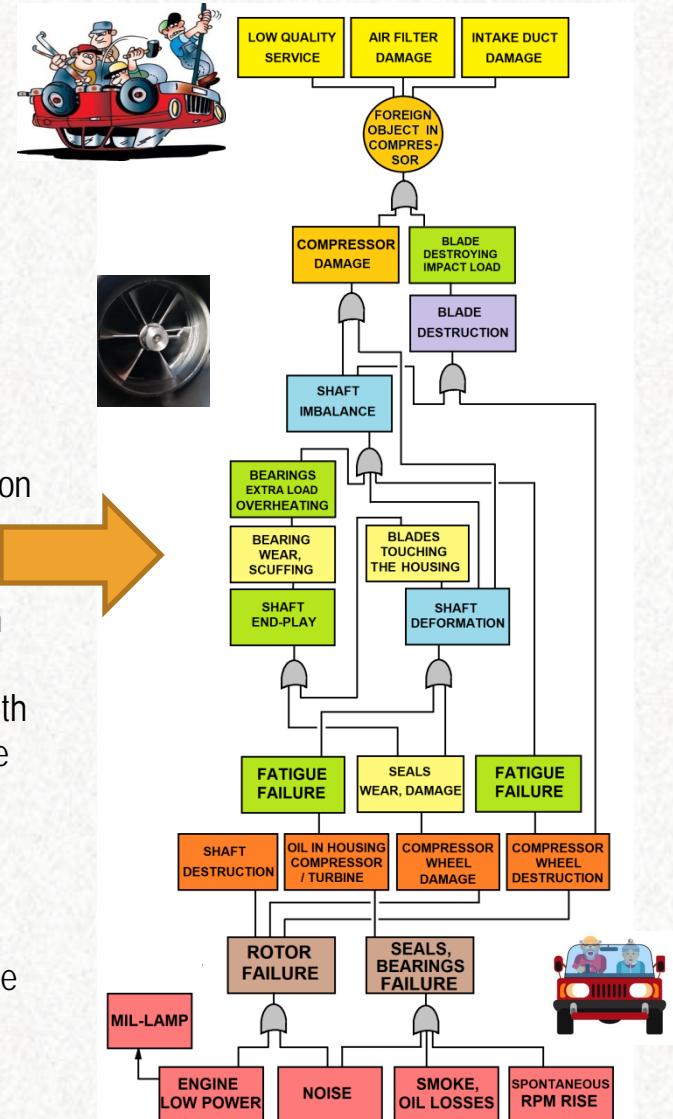 LOW QUALITY
SERVICE
AIR FILTER
DAMAGE
INTAKE DUCT
DAMAGE
FOREIGN
OBJECT IN
COMPRES-
SOR
COMPRESSOR
DAMAGE
BLADE
DESTROYING
IMPACT LOAD
BLADE
DESTRUCTION
SHAFT
IMBALANCE
on
BEARINGS
EXTRA LOAD
OVERHEATING
BEARING
WEAR,
SCUFFING
BLADES
TOUCHING
THE HOUSING
SHAFT
END-PLAY
SHAFT
DEFORMATION
th
e
FATIGUE
FAILURE
SEALS
WEAR, DAMAGE
FATIGUE
FAILURE
SHAFT
DESTRUCTION
OIL IN HOUSING
COMPRESSOR
/ TURBINE
COMPRESSOR
WHEEL
DAMAGE
COMPRESSOR
WHEEL
DESTRUCTION
ROTOR
FAILURE
SEALS,
BEARINGS
FAILURE
e
MIL-LAMP
ENGINE
LOW POWER
NOISE
SMOKE,
OIL LOSSES
SPONTANEOUS
RPM RISE